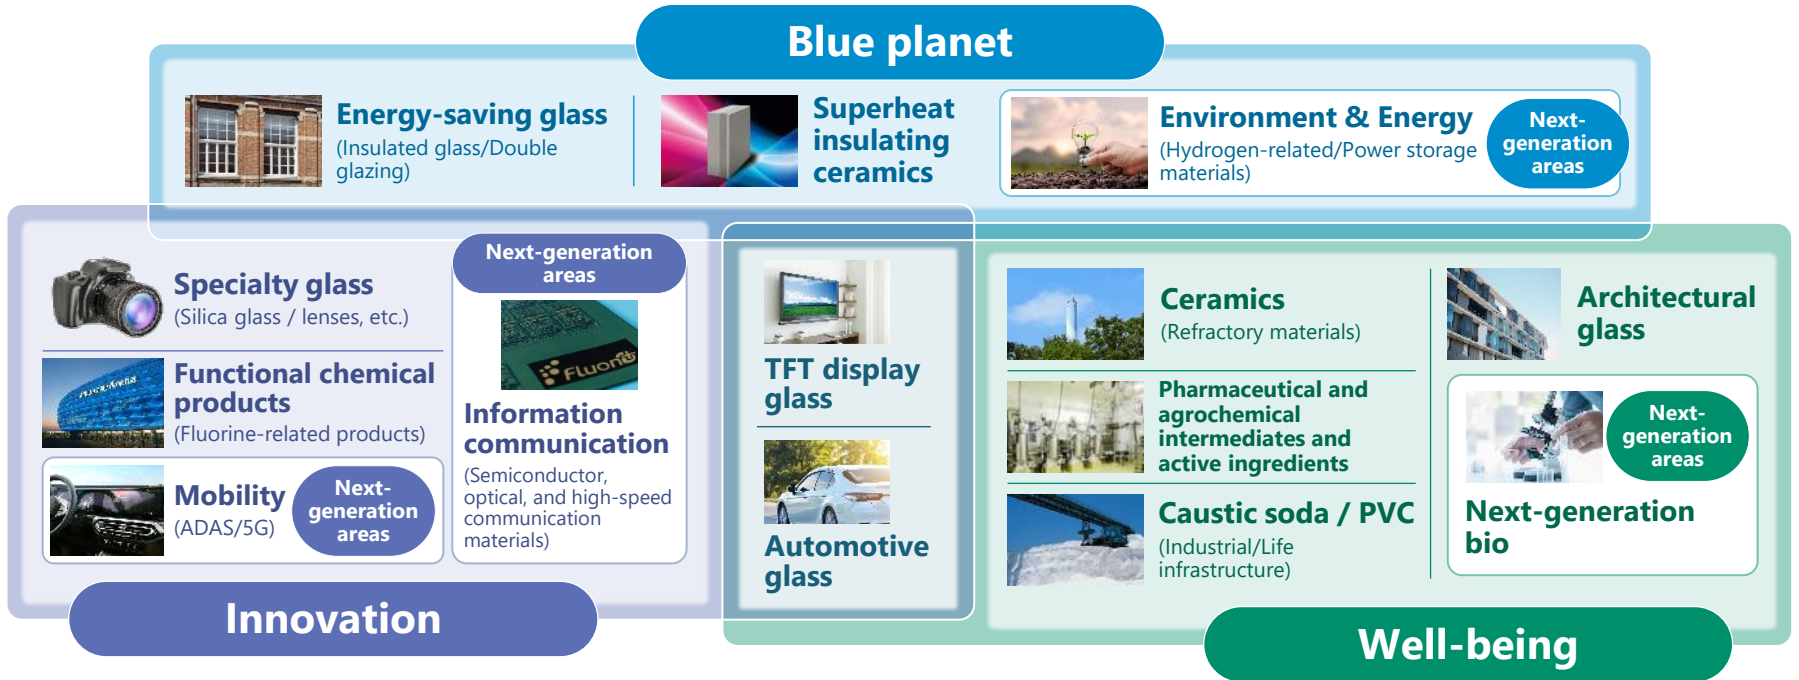 Blue planet
Energy-saving glass
(Insulated glass/Double
glazing)
Superheat
insulating
ceramics
Environment & Energy
(Hydrogen-related/Power storage
materials)
Next-
generation
areas
Specialty glass
(Silica glass / lenses, etc.)
Functional chemical
products
(Fluorine-related products)
Mobility
(ADAS/5G)
Next-
generation
areas
Next-generation
areas
Fluon
Information
communication
(Semiconductor,
optical, and high-speed
communication
materials)
Innovation
TFT display
glass
Automotive
glass
Ceramics
(Refractory materials)
Pharmaceutical and
agrochemical
intermediates and
active ingredients
Caustic soda / PVC
(Industrial/Life
infrastructure)
Architectural
glass
Next-
generation
areas
Next-generation
bio
Well-being